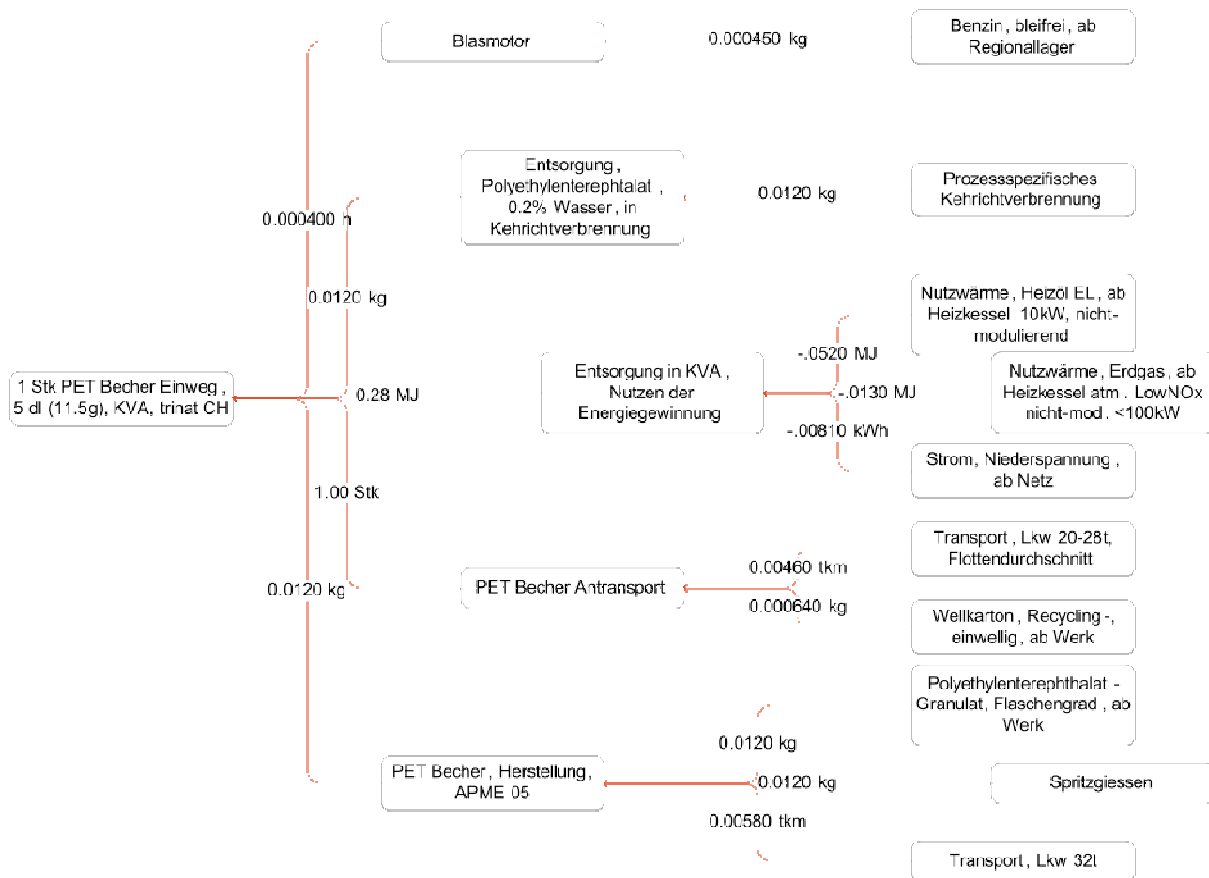 Blasmotor
0.000450 kg
Benzin, bleifrei, ab
Regionallager
Entsorgung,
Polyethylenterephtalat,
0.2% Wasser, in
Kehrichtverbrennung
0.0120 kg
Prozessspezifisches
Kehrichtverbrennung
0.000400 h
0.0120 kg
Nutzwärme, Heizöl EL, ab
Heizkessel 10kW, nicht-
modulierend
1 Stk PET Becher Einweg,
5 dl (11.5g), KVA, trinat CH
0.28 MJ
Entsorgung in KVA,
Nutzen der
Energiegewinnung
-.0520 MJ
-.0130 MJ
-.00810 kWh
Nutzwärme, Erdgas, ab
Heizkessel atm. LowNOx
nicht-mod. <100kW
Strom, Niederspannung,
ab Netz
1.00 Stk
0.0120 kg
PET Becher Antransport
0.00460 tkm
0.000640 kg
Transport, Lkw 20-28t,
Flottendurchschnitt
Wellkarton, Recycling-,
einwellig, ab Werk
PET Becher, Herstellung,
APME 05
0.0120 kg
0.0120 kg
0.00580 tkm
Polyethylenterephthalat-
Granulat, Flaschengrad, ab
Werk
Spritzgiessen
Transport, Lkw 32t